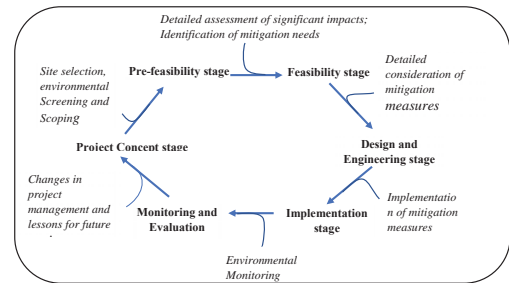 Detailed assessment of significant impacts;
Identification of mitigation needs
Site selection,
environmental
Screening and
Scoping
Pre-feasibility stage
Feasibility stage
Detailed
consideration of
mitigation
measures
Project Concept stage
Design and
Engineering stage
Changes in
project
management and
lessons for future
Monitoring and
Evaluation
Implementation
stage
Implementatio
n of mitigation
measures
Environmental
Monitoring